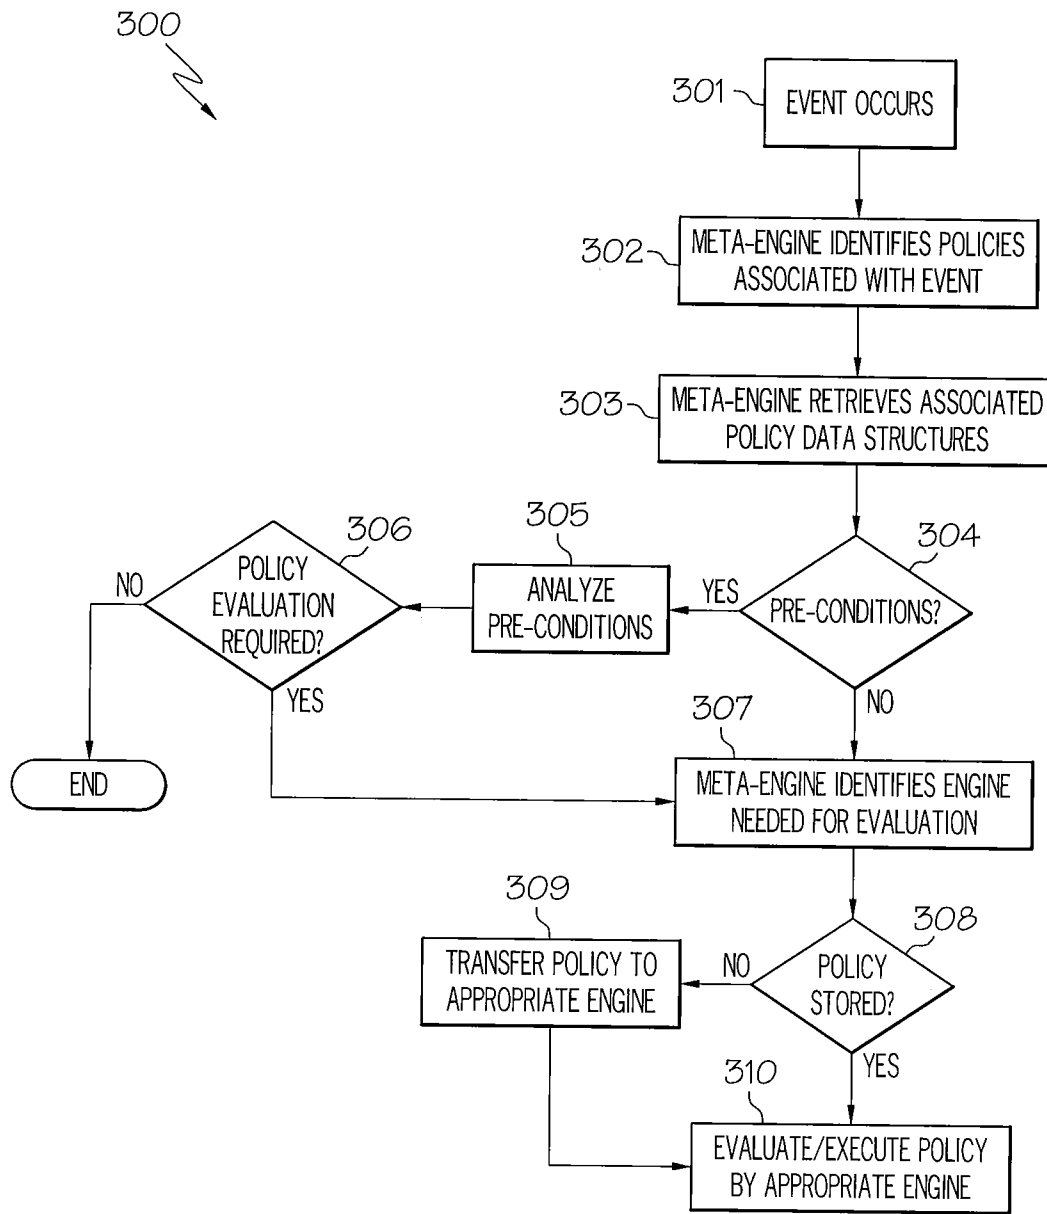 300
301
EVENT OCCURS
302
META-ENGINE IDENTIFIES POLICIES
ASSOCIATED WITH EVENT
303
META-ENGINE RETRIEVES ASSOCIATED
POLICY DATA STRUCTURES
304
PRE-CONDITIONS?
YES
NO
305
ANALYZE
PRE-CONDITIONS
306
POLICY
EVALUATION
REQUIRED?
NO
YES
END
307
META-ENGINE IDENTIFIES ENGINE
NEEDED FOR EVALUATION
308
POLICY
STORED?
NO
YES
309
TRANSFER POLICY TO
APPROPRIATE ENGINE
310
EVALUATE/EXECUTE POLICY
BY APPROPRIATE ENGINE